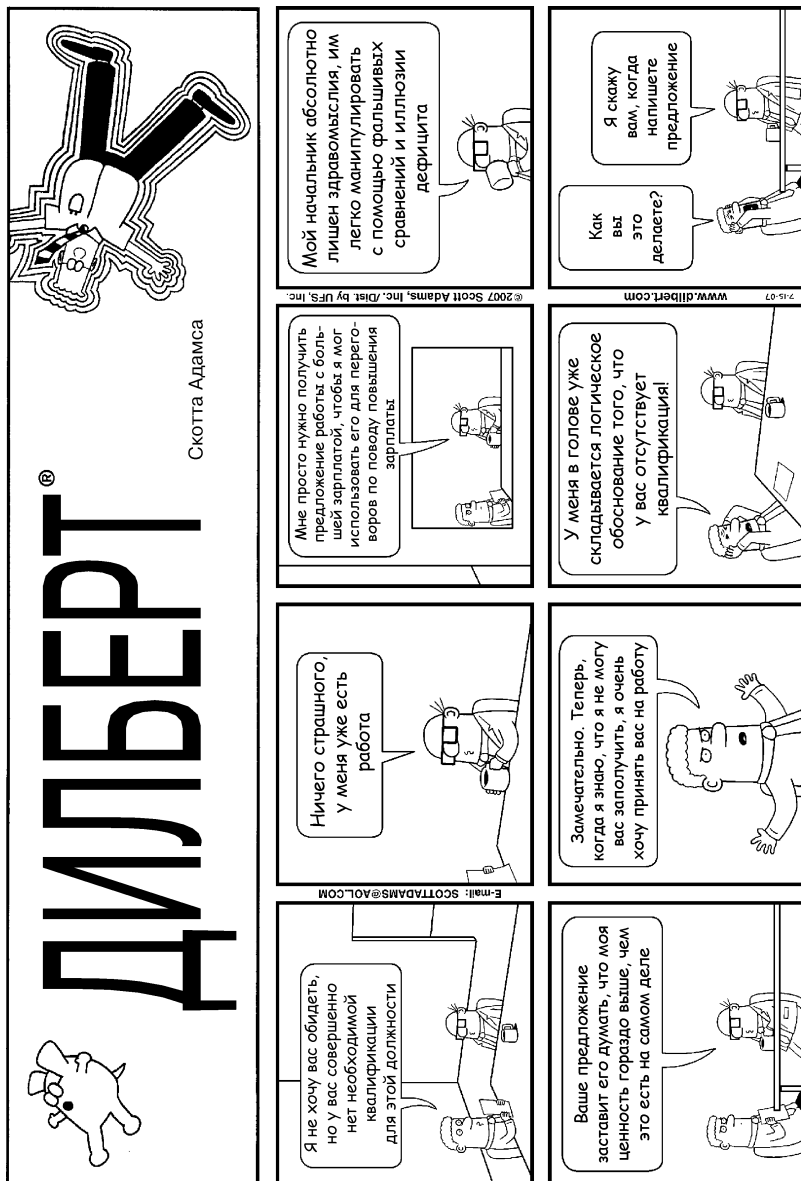 ДИЛБЕРТ®
Скотта Адамса
Я не хочу вас обидеть,
но у вас совершенно
нет необходимой
квалификации
для этой должности
E-mail: SCOTTADAMS@AOL.COM
Ничего страшного,
у меня уже есть
работа
Мне просто нужно получить
предложение работы с боль-
шей зарплатой, чтобы я мог
использовать его для перего-
воров по поводу повышения
зарплаты
© 2007 Scott Adams, Inc./Dist. by UFS, Inc.
Мой начальник абсолютно
лишен здравомыслия, им
легко манипулировать
с помощью фальшивых
сравнений и иллюзии
дефицита
Ваше предложение
заставит его думать, что моя
ценность гораздо выше, чем
это есть на самом деле
Замечательно. Теперь,
когда я знаю, что я не могу
вас заполучить, я очень
хочу принять вас на работу
У меня в голове уже
складывается логическое
обоснование того, что
у вас отсутствует
квалификация!
www.dilbert.com
7-15-07
Как
вы
это
делаете?
Я скажу
вам, когда
напишете
предложение